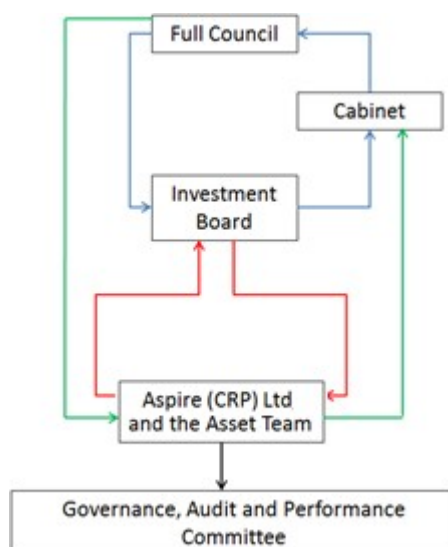 Full Council
Cabinet
Investment
Board
Aspire (CRP) Ltd
and the Asset Team
Governance, Audit and Performance
Committee